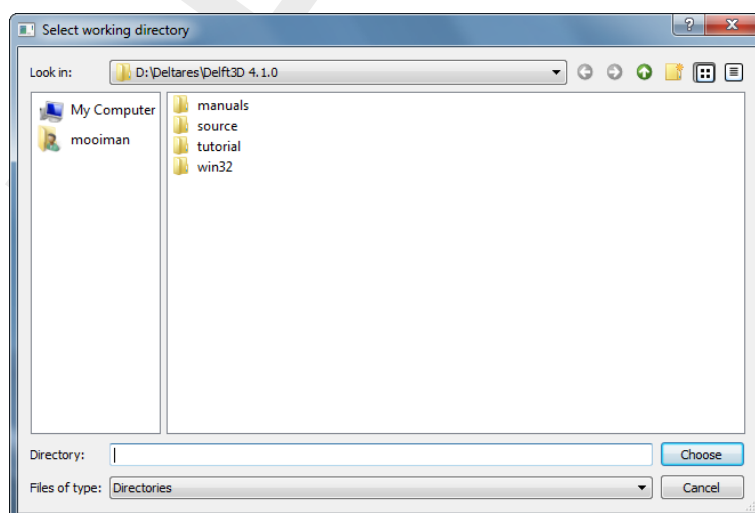 Select working directory
Look in: D:\Deltares\Delft3D 4.1.0
My Computer
mooiman
manuals
source
tutorial
win32
Directory: Choose
Files of type: Directories Cancel